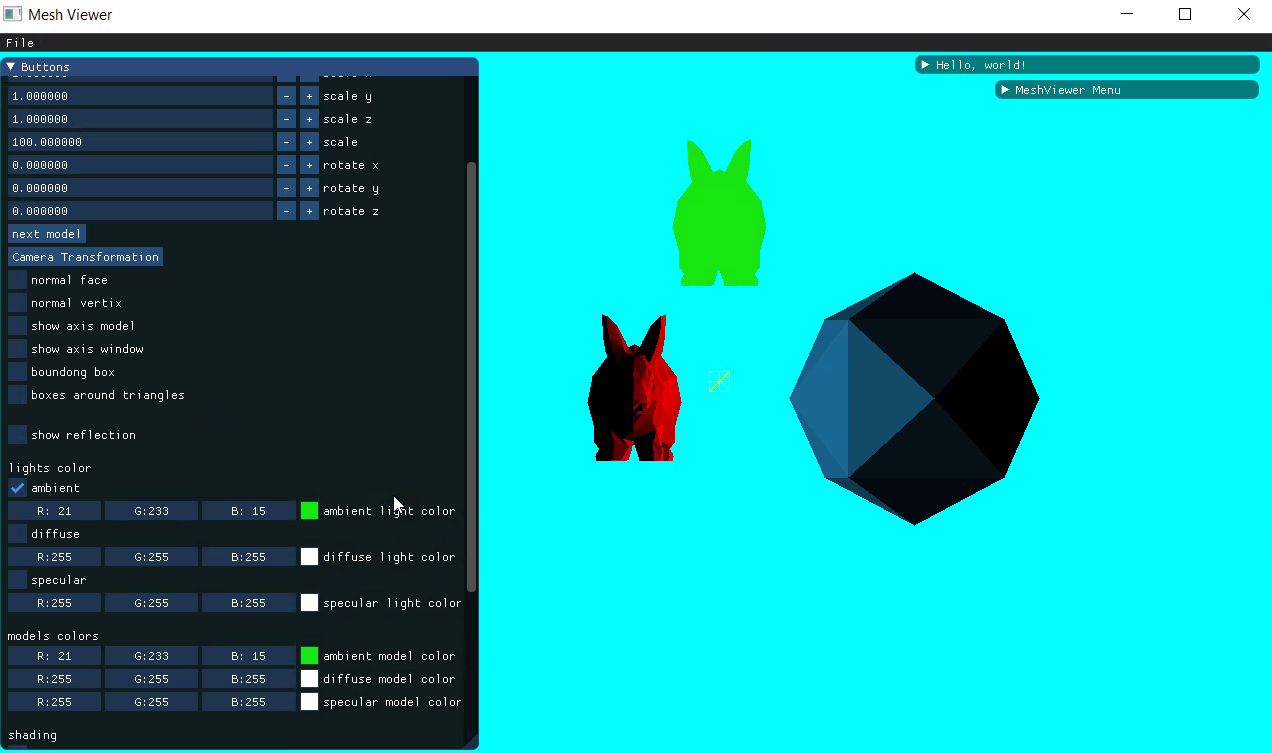 Mesh Viewer
File
Buttons
Hello, world!
MeshViewer Menu
1.000000 - + scale y
1.000000 - + scale z
100.000000 - + scale
0.000000 - + rotate x
0.000000 - + rotate y
0.000000 - + rotate z
next model
Camera Transformation
normal face
normal vertix
show axis model
show axis window
boundong box
boxes around triangles
show reflection
lights color
ambient
R: 21 G:233 B: 15 ambient light color
diffuse
R:255 G:255 B:255 diffuse light color
specular
R:255 G:255 B:255 specular light color
models colors
R: 21 G:233 B: 15 ambient model color
R:255 G:255 B:255 diffuse model color
R:255 G:255 B:255 specular model color
shading